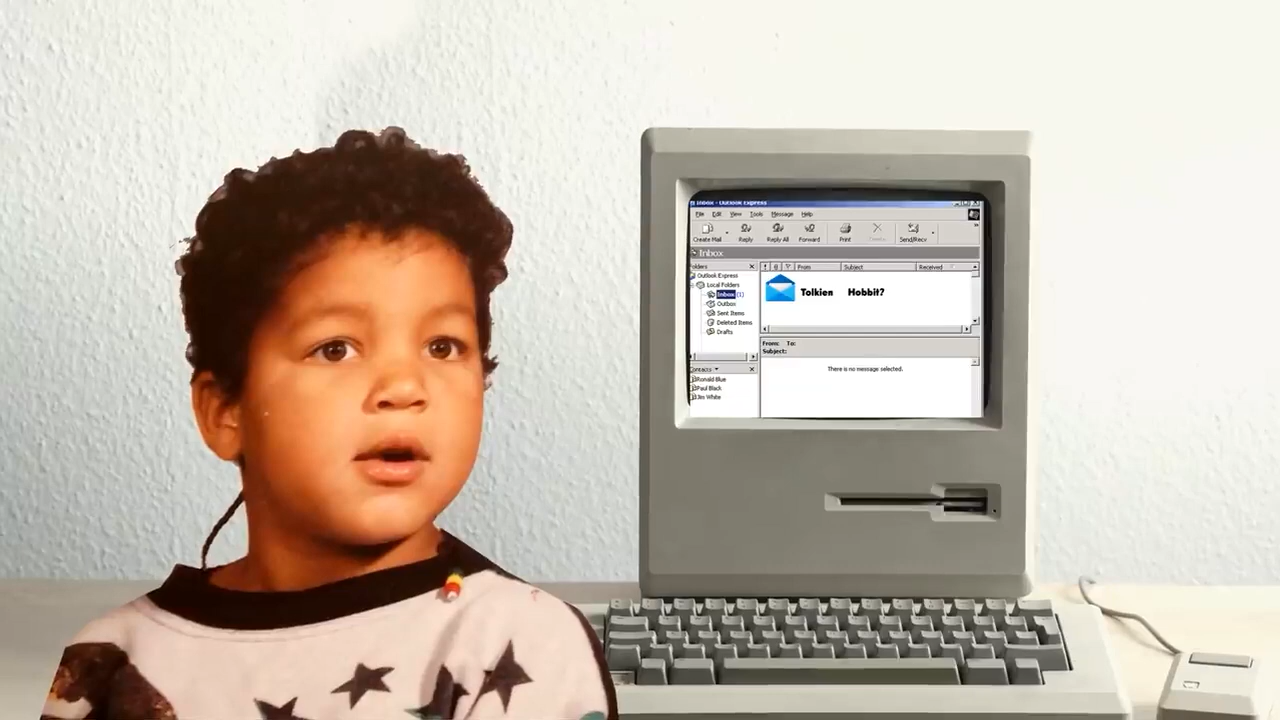 Inbox - Outlook Express
File Edit View Tools Message Help
Create Mail Reply Reply All Forward Print Send/Recv
Inbox
Folders
! From Subject Received
Outlook Express
Local Folders
Inbox (1)
Outbox
Sent Items
Deleted Items
Drafts
Tolkien Hobbit?
From: To:
Subject:
There is no message selected.
Contacts
Ronald Blue
Paul Black
Jim White